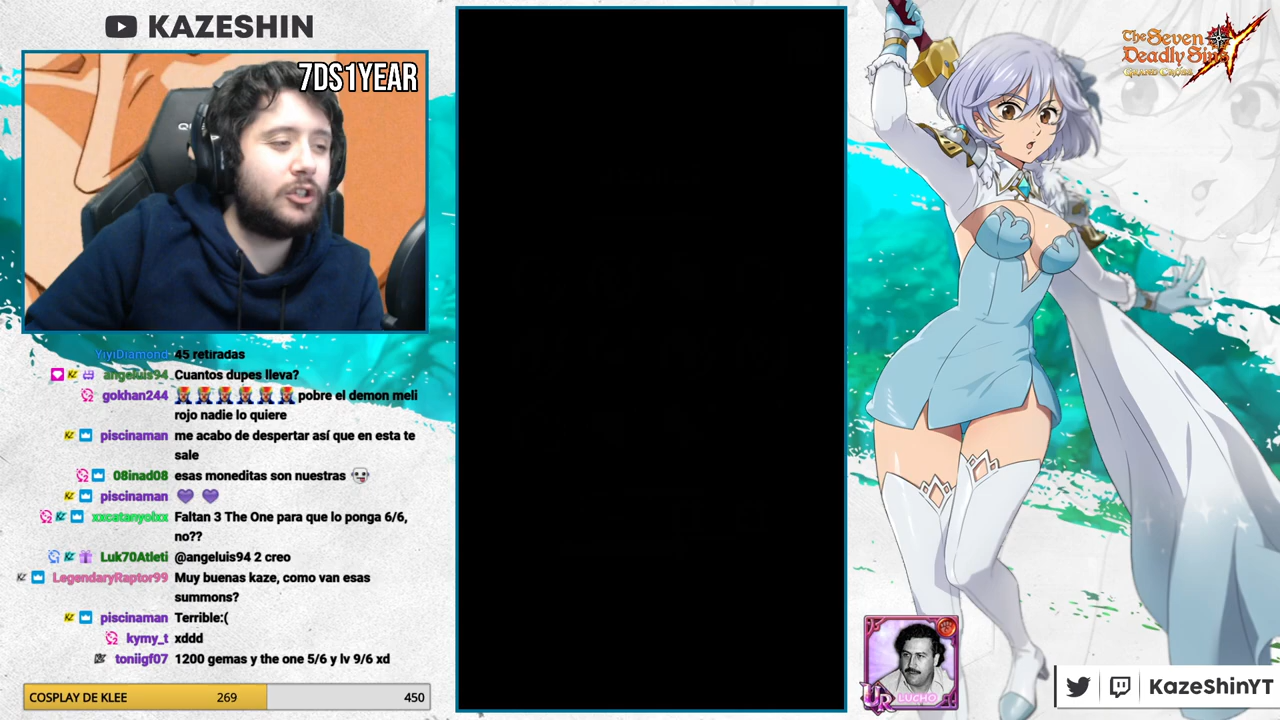 KAZESHIN
7DS1YEAR
The Seven
Deadly Sins
GRAND CROSS
YiyiDiamond 45 retiradas
angeluis94 Cuantos dupes lleva?
gokhan244 pobre el demon meli
rojo nadie lo quiere
piscinaman me acabo de despertar así que en esta te
sale
08inad08 esas moneditas son nuestras
piscinaman
xxcatanyolxx Faltan 3 The One para que lo ponga 6/6,
no??
Luk70Atleti @angeluis94 2 creo
LegendaryRaptor99 Muy buenas kaze, como van esas
summons?
piscinaman Terrible:(
kymy_t xddd
toniigf07 1200 gemas y the one 5/6 y lv 9/6 xd
COSPLAY DE KLEE 269 450
UR LUCHO
KazeShinYT